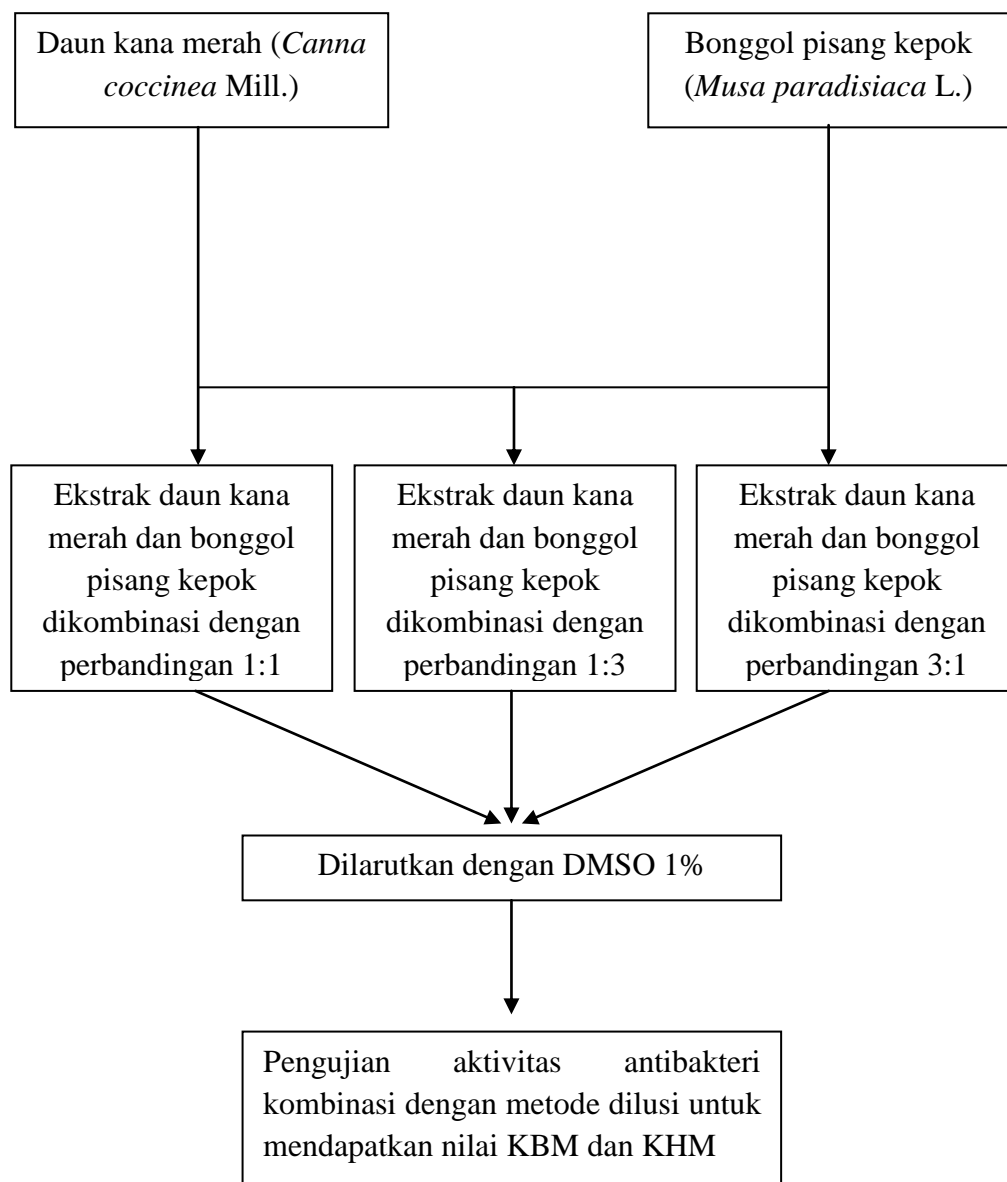 Daun kana merah (Canna
coccinea Mill.)
Bonggol pisang kepok
(Musa paradisiaca L.)
Ekstrak daun kana
merah dan bonggol
pisang kepok
dikombinasi dengan
perbandingan 1:1
Ekstrak daun kana
merah dan bonggol
pisang kepok
dikombinasi dengan
perbandingan 1:3
Ekstrak daun kana
merah dan bonggol
pisang kepok
dikombinasi dengan
perbandingan 3:1
Dilarutkan dengan DMSO 1%
Pengujian aktivitas antibakteri
kombinasi dengan metode dilusi untuk
mendapatkan nilai KBM dan KHM